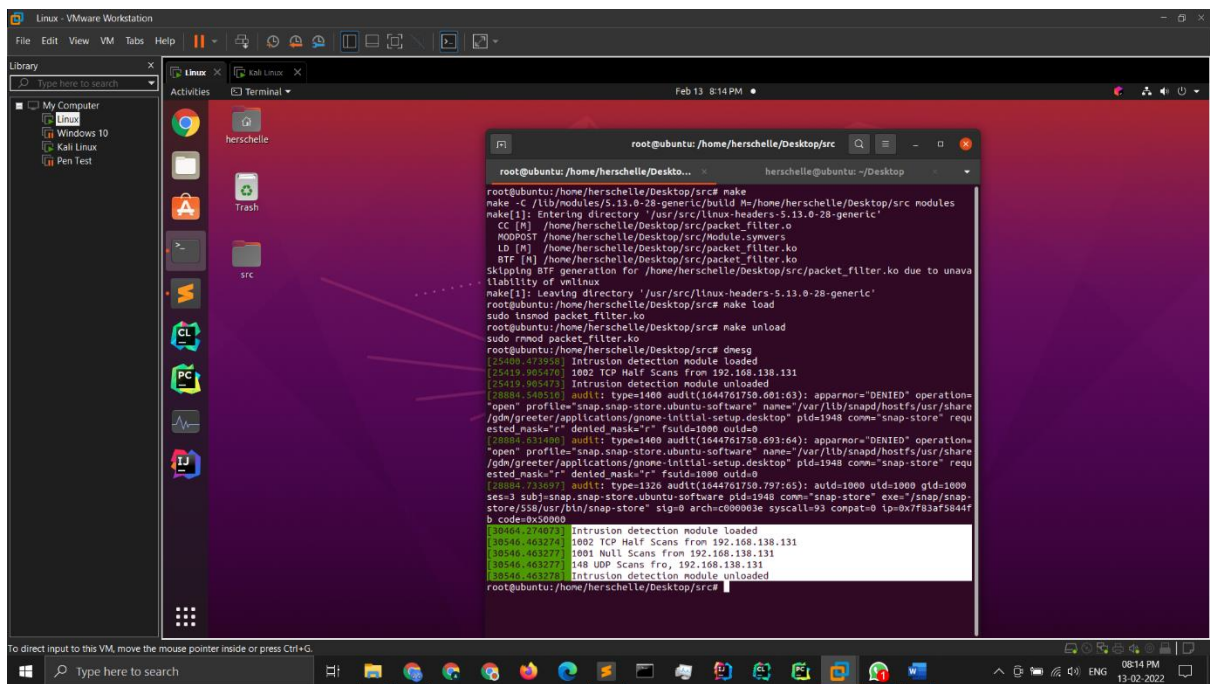 Linux - VMware Workstation
File Edit View VM Tabs Help
Library
Type here to search
My Computer
Linux
Windows 10
Kali Linux
Pen Test
Linux
Kali Linux
Activities
Terminal
Feb 13 8:14 PM
herschelle
Trash
src
root@ubuntu: /home/herschelle/Desktop/src
root@ubuntu: /home/herschelle/Deskto...
herschelle@ubuntu: ~/Desktop
root@ubuntu:/home/herschelle/Desktop/src# make
make -C /lib/modules/5.13.0-28-generic/build M=/home/herschelle/Desktop/src modules
make[1]: Entering directory '/usr/src/linux-headers-5.13.0-28-generic'
CC [M] /home/herschelle/Desktop/src/packet_filter.o
MODPOST /home/herschelle/Desktop/src/Module.symvers
LD [M] /home/herschelle/Desktop/src/packet_filter.ko
BTF [M] /home/herschelle/Desktop/src/packet_filter.ko
Skipping BTF generation for /home/herschelle/Desktop/src/packet_filter.ko due to unava
ilability of vmlinux
make[1]: Leaving directory '/usr/src/linux-headers-5.13.0-28-generic'
root@ubuntu:/home/herschelle/Desktop/src# make load
sudo insmod packet_filter.ko
root@ubuntu:/home/herschelle/Desktop/src# make unload
sudo rmmod packet_filter.ko
root@ubuntu:/home/herschelle/Desktop/src# dmesg
[25400.473958] Intrusion detection module loaded
[25419.905470] 1002 TCP Half Scans from 192.168.138.131
[25419.905473] Intrusion detection module unloaded
[28884.540510] audit: type=1400 audit(1644761750.601:63): apparmor="DENIED" operation=
"open" profile="snap.snap-store.ubuntu-software" name="/var/lib/snapd/hostfs/usr/share
/gdm/greeter/applications/gnome-initial-setup.desktop" pid=1948 comm="snap-store" requ
ested_mask="r" denied_mask="r" fsuid=1000 ouid=0
[28884.631400] audit: type=1400 audit(1644761750.693:64): apparmor="DENIED" operation=
"open" profile="snap.snap-store.ubuntu-software" name="/var/lib/snapd/hostfs/usr/share
/gdm/greeter/applications/gnome-initial-setup.desktop" pid=1948 comm="snap-store" requ
ested_mask="r" denied_mask="r" fsuid=1000 ouid=0
[28884.733697] audit: type=1326 audit(1644761750.797:65): auid=1000 uid=1000 gid=1000
ses=3 subj=snap.snap-store.ubuntu-software pid=1948 comm="snap-store" exe="/snap/snap-
store/558/usr/bin/snap-store" sig=0 arch=c000003e syscall=93 compat=0 ip=0x7f83af5844f
b code=0x50000
[30464.274073] Intrusion detection module loaded
[30546.463274] 1002 TCP Half Scans from 192.168.138.131
[30546.463277] 1001 Null Scans from 192.168.138.131
[30546.463277] 148 UDP Scans fro, 192.168.138.131
[30546.463278] Intrusion detection module unloaded
root@ubuntu:/home/herschelle/Desktop/src#
To direct input to this VM, move the mouse pointer inside or press Ctrl+G.
Type here to search
ENG
08:14 PM
13-02-2022